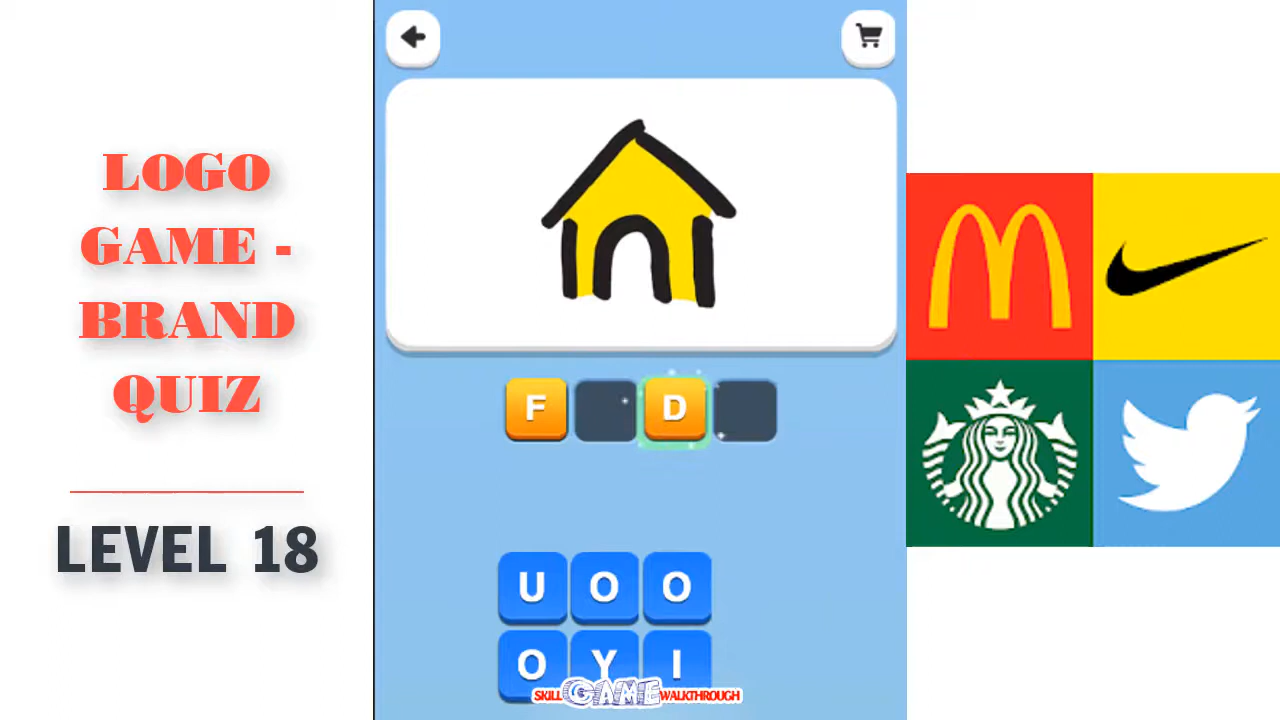 LOGO
GAME -
BRAND
QUIZ
LEVEL 18
F D
U O O
O Y I
SKILL GAME WALKTHROUGH